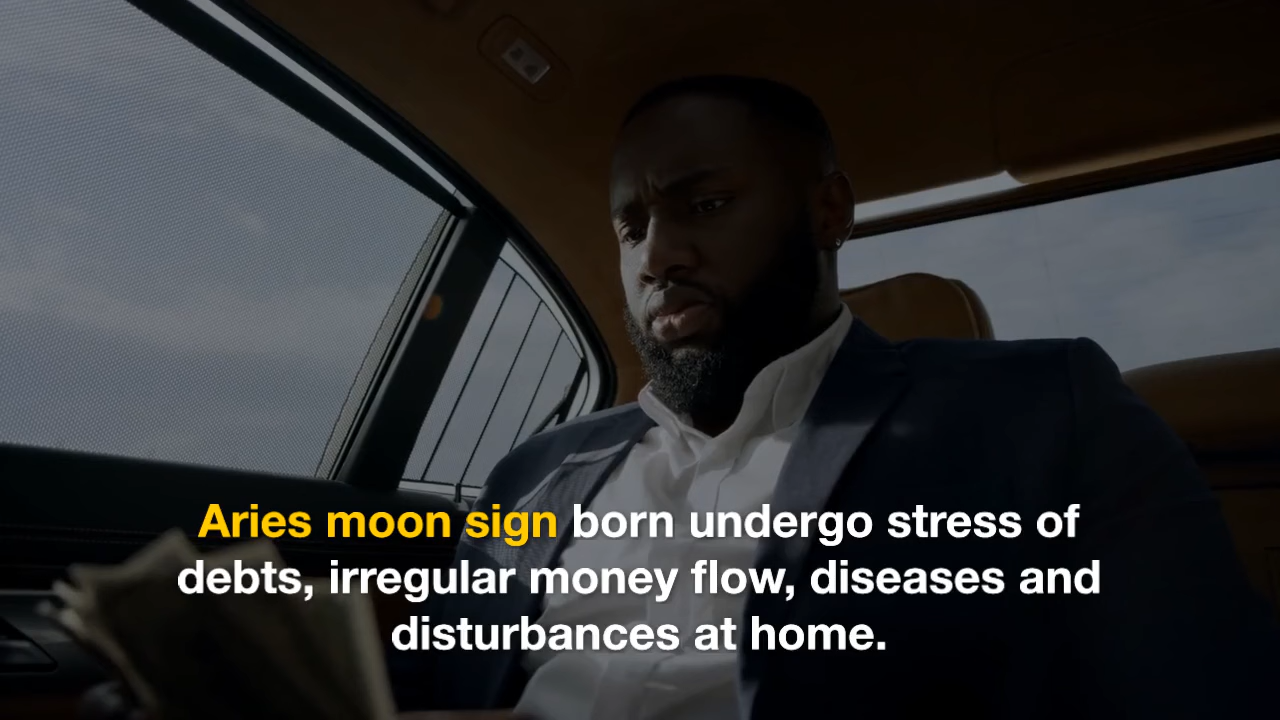 Aries moon sign born undergo stress of
debts, irregular money flow, diseases and
disturbances at home.